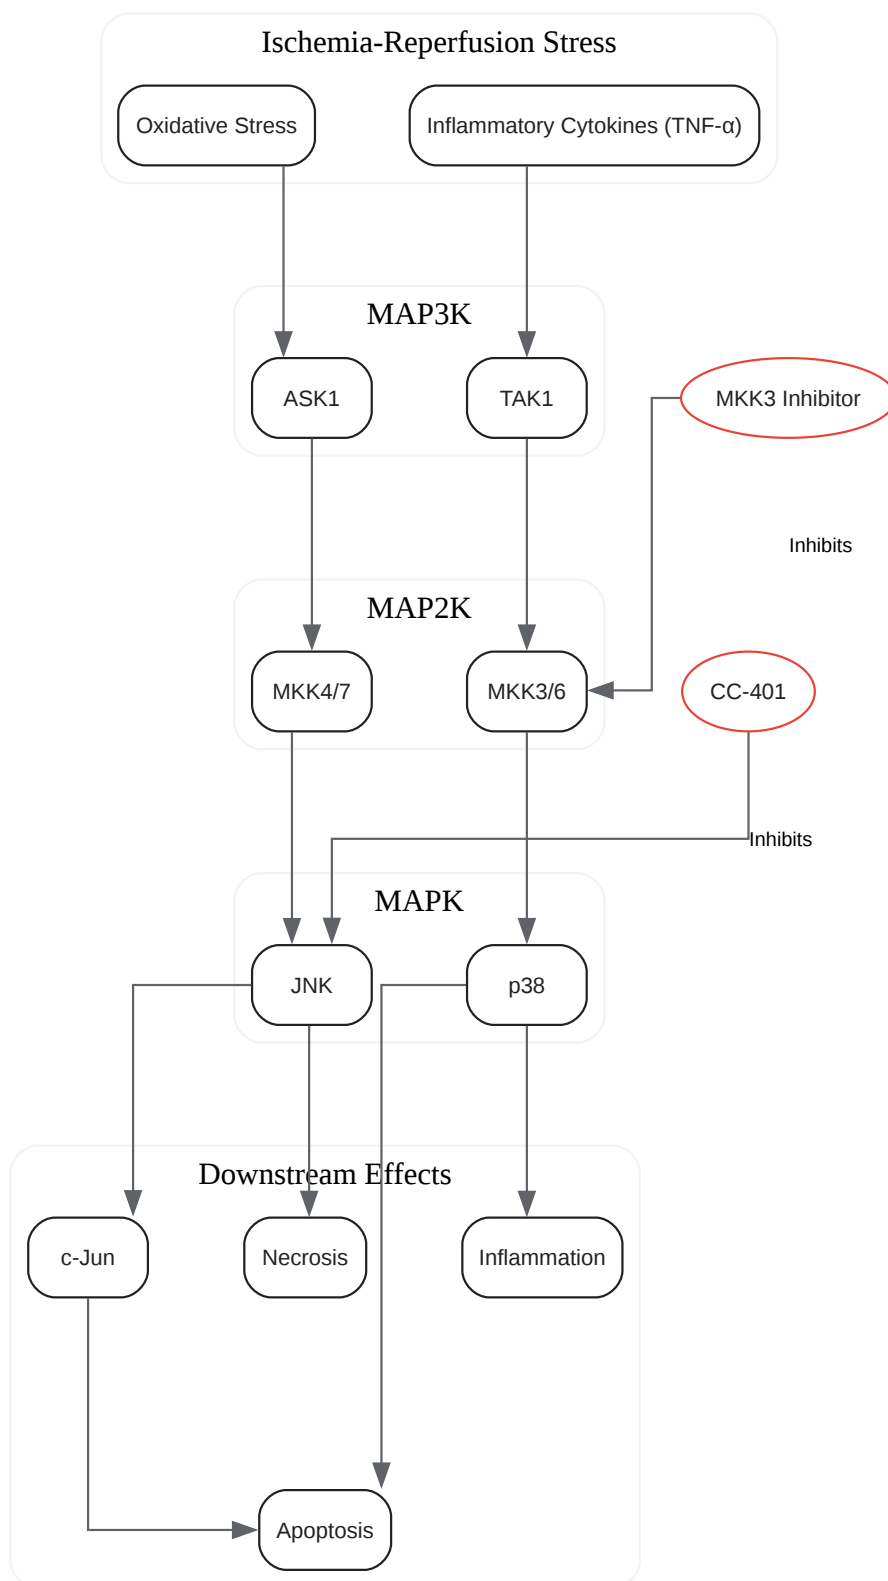 Ischemia-Reperfusion Stress
Oxidative Stress
Inflammatory Cytokines (TNF-α)
MAP3K
ASK1
TAK1
MKK3 Inhibitor
Inhibits
MAP2K
MKK4/7
MKK3/6
CC-401
Inhibits
MAPK
JNK
p38
Downstream Effects
c-Jun
Necrosis
Inflammation
Apoptosis